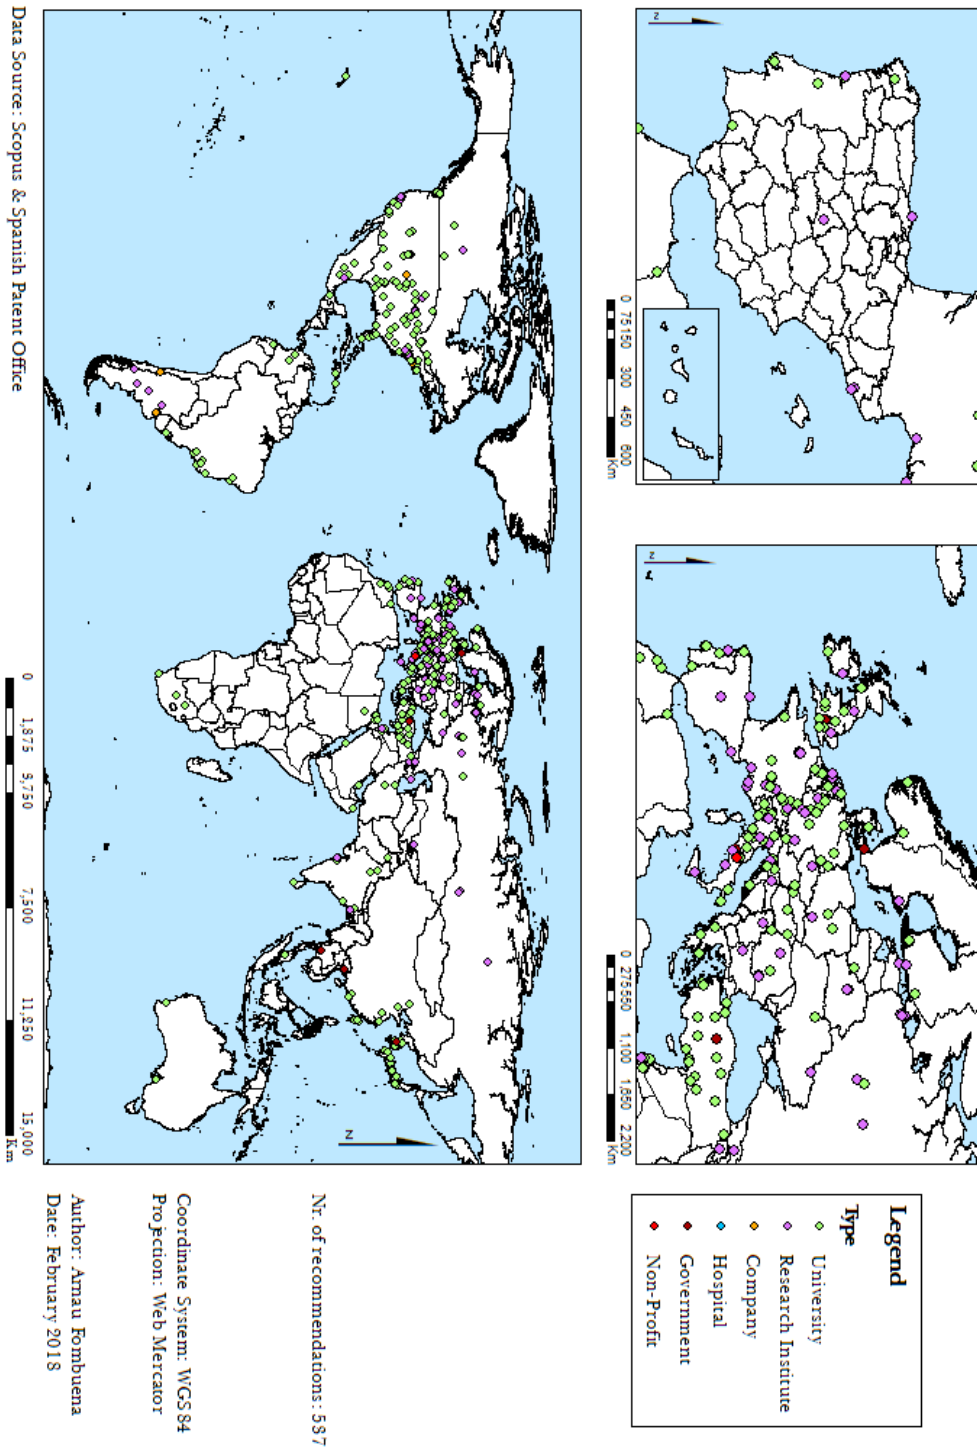 z
0 75 150 300 450 600
Km
z
0 275 550 1,100 1,650 2,200
Km
Legend
Type
University
Research Institute
Company
Hospital
Government
Non-Profit
z
0 1,875 3,750 7,500 11,250 15,000
Km
Nr. of recommendations: 587
Coordinate System: WGS84
Projection: Web Mercator
Author: Arnau Fombuena
Date: February 2018
Data Source: Scopus & Spanish Patent Office